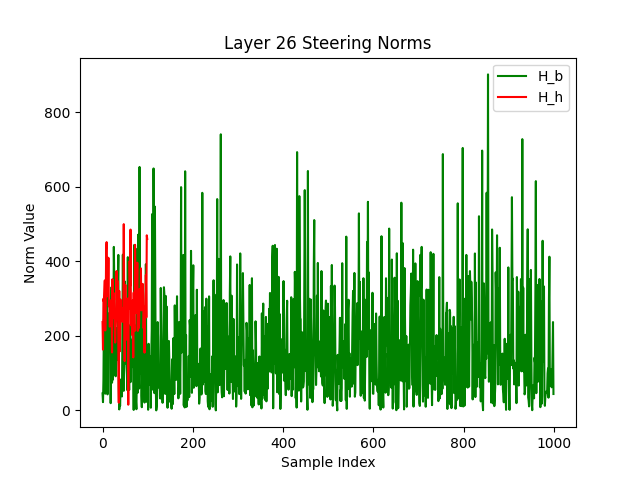 Layer 26 Steering Norms
H_b
H_h
Norm Value
800
600
400
200
0
0 200 400 600 800 1000
Sample Index